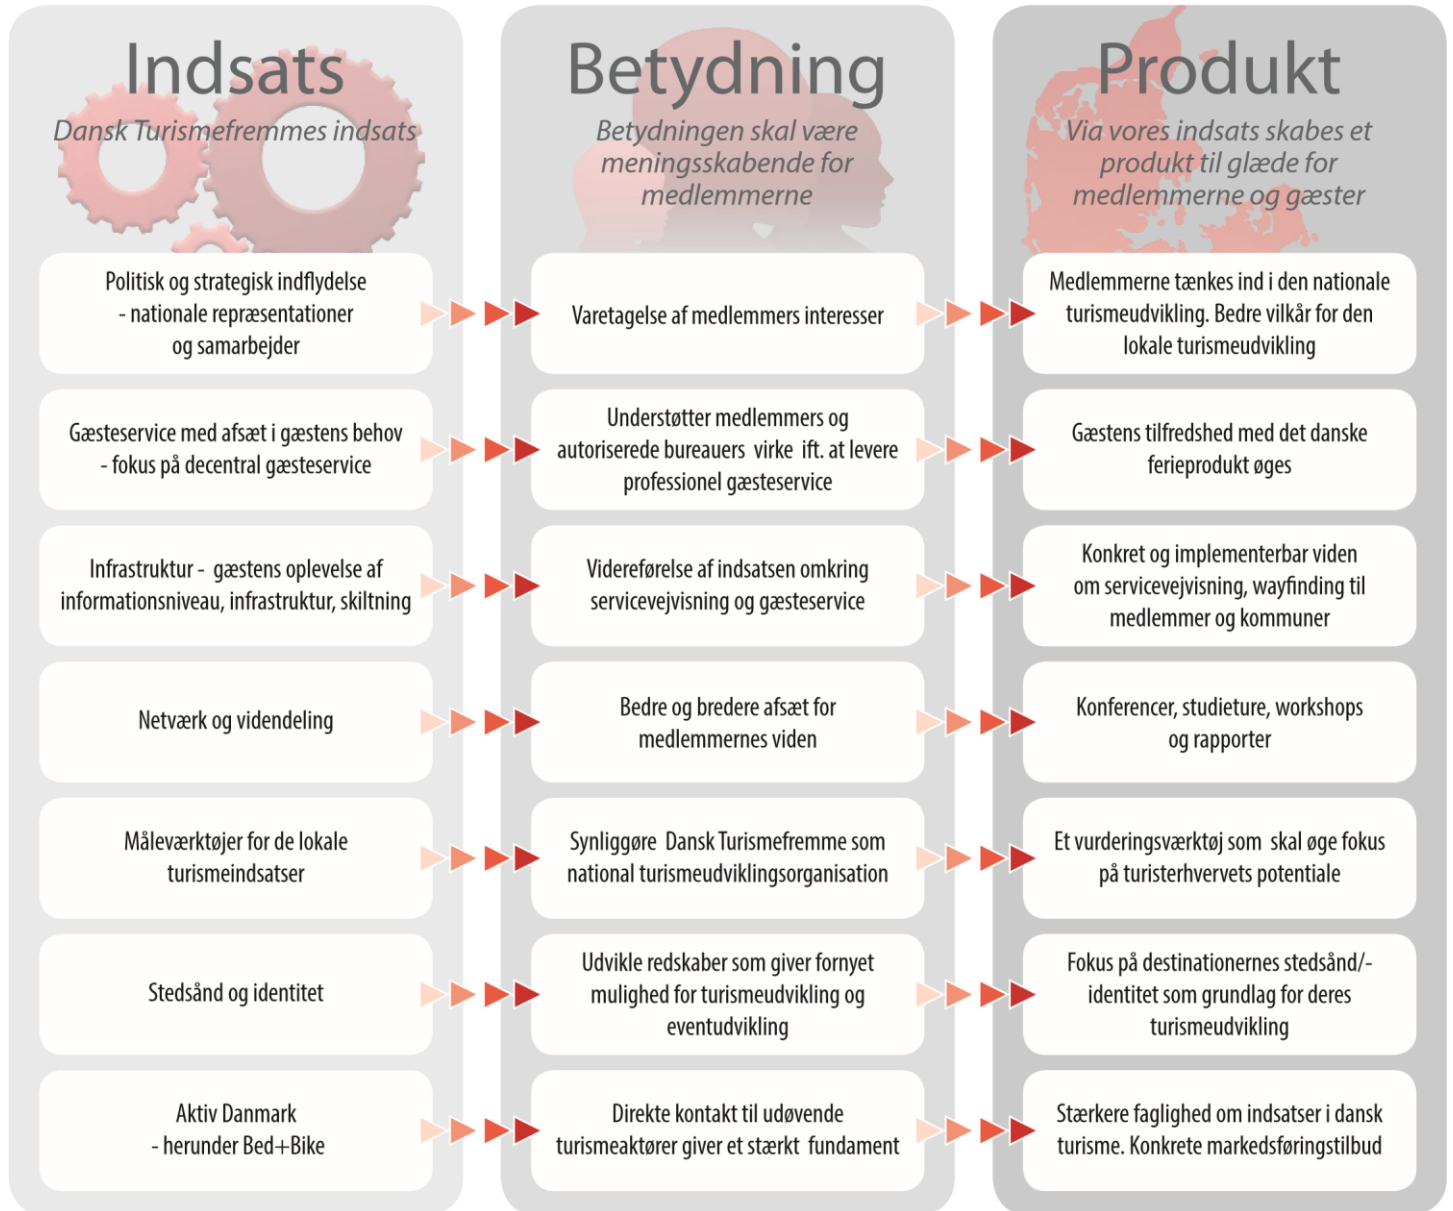 Indsats
Dansk Turismefremmes indsats
Betydning
Betydningen skal være
meningsskabende for
medlemmerne
Produkt
Via vores indsats skabes et
produkt til glæde for
medlemmerne og gæster
Politisk og strategisk indflydelse
- nationale repræsentationer
og samarbejder
Varetagelse af medlemmers interesser
Medlemmerne tænkes ind i den nationale
turismeudvikling. Bedre vilkår for den
lokale turismeudvikling
Gæsteservice med afsæt i gæstens behov
- fokus på decentral gæsteservice
Understøtter medlemmers og
autoriserede bureauers virke ift. at levere
professionel gæsteservice
Gæstens tilfredshed med det danske
ferieprodukt øges
Infrastruktur - gæstens oplevelse af
informationsniveau, infrastruktur, skiltning
Videreførelse af indsatsen omkring
servicevejvisning og gæsteservice
Konkret og implementerbar viden
om servicevejvisning, wayfinding til
medlemmer og kommuner
Netværk og videndeling
Bedre og bredere afsæt for
medlemmernes viden
Konferencer, studieture, workshops
og rapporter
Måleværktøjer for de lokale
turismeindsatser
Synliggøre Dansk Turismefremme som
national turismeudviklingsorganisation
Et vurderingsværktøj som skal øge fokus
på turisterhvervets potentiale
Stedsånd og identitet
Udvikle redskaber som giver fornyet
mulighed for turismeudvikling og
eventudvikling
Fokus på destinationernes stedsånd/-
identitet som grundlag for deres
turismeudvikling
Aktiv Danmark
- herunder Bed+Bike
Direkte kontakt til udøvende
turismeaktører giver et stærkt fundament
Stærkere faglighed om indsatser i dansk
turisme. Konkrete markedsføringstilbud